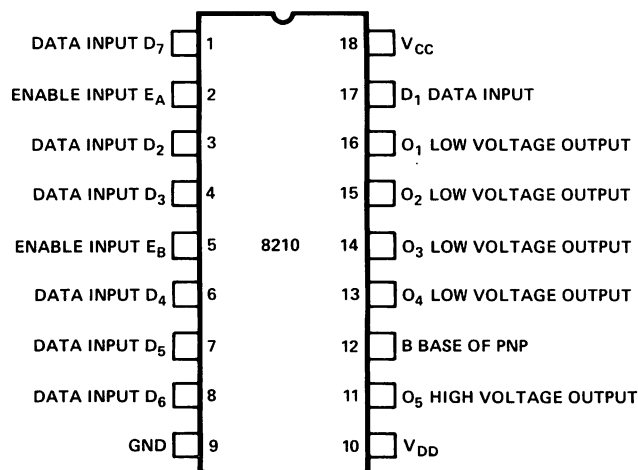 DATA INPUT D7 1 18 VCC
ENABLE INPUT EA 2 17 D1 DATA INPUT
DATA INPUT D2 3 16 O1 LOW VOLTAGE OUTPUT
DATA INPUT D3 4 15 O2 LOW VOLTAGE OUTPUT
ENABLE INPUT EB 5 8210 14 O3 LOW VOLTAGE OUTPUT
DATA INPUT D4 6 13 O4 LOW VOLTAGE OUTPUT
DATA INPUT D5 7 12 B BASE OF PNP
DATA INPUT D6 8 11 O5 HIGH VOLTAGE OUTPUT
GND 9 10 VDD